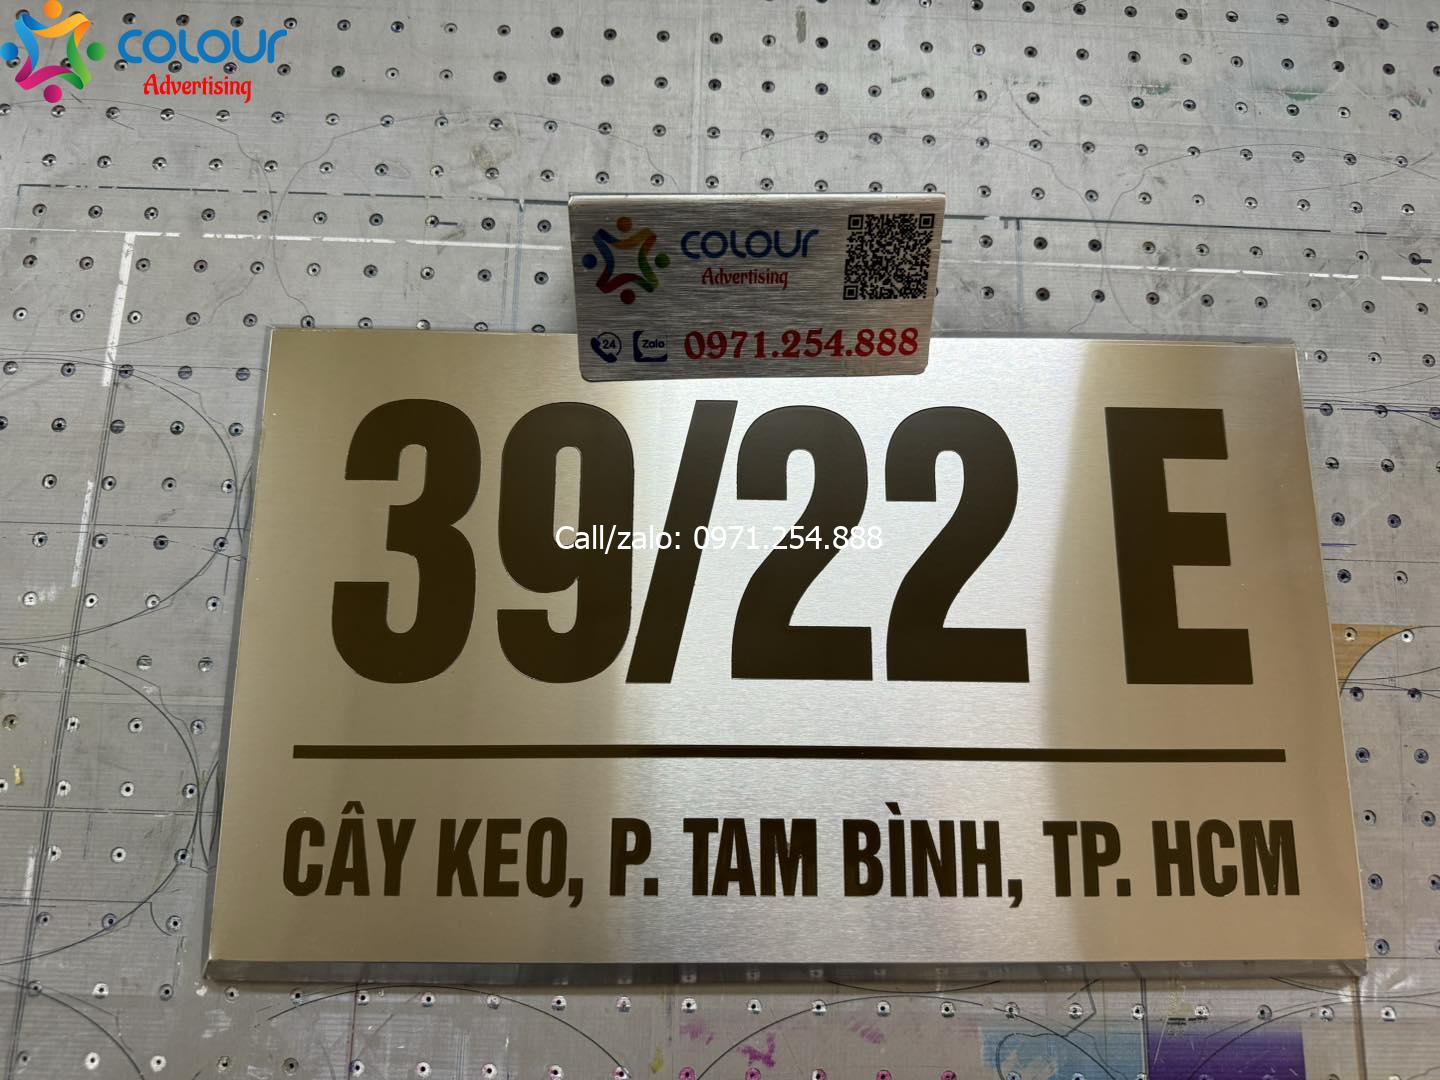 COLOUR
Advertising
COLOUR
Advertising
24 Zalo 0971.254.888
39/22 E
Call/zalo: 0971.254.888
CÂY KEO, P. TAM BÌNH, TP. HCM